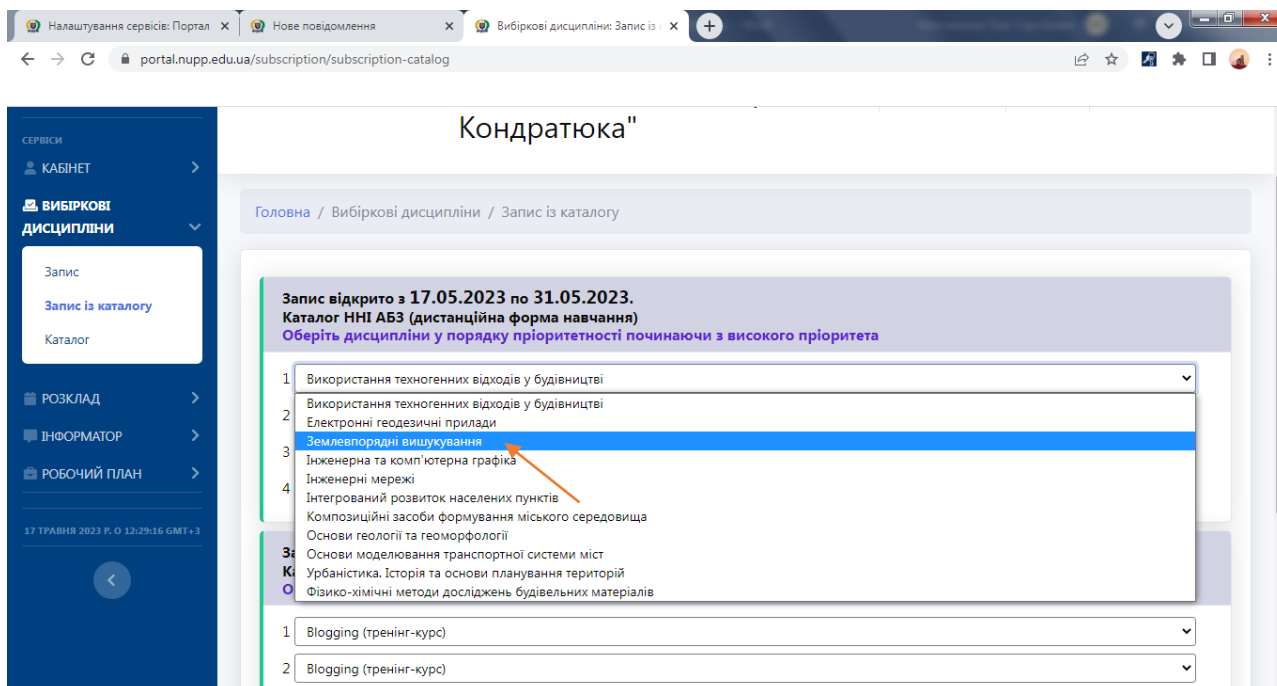 Налаштування сервісів: Портал
Нове повідомлення
Вибіркові дисципліни: Запис із
portal.nupp.edu.ua/subscription/subscription-catalog
Кондратюка"
СЕРВІСИ
КАБІНЕТ
ВИБІРКОВІ
ДИСЦИПЛІНИ
Запис
Запис із каталогу
Каталог
РОЗКЛАД
ІНФОРМАТОР
РОБОЧИЙ ПЛАН
17 ТРАВНЯ 2023 Р. О 12:29:16 GMT+3
Головна / Вибіркові дисципліни / Запис із каталогу
Запис відкрито з 17.05.2023 по 31.05.2023.
Каталог ННІ АБЗ (дистанційна форма навчання)
Оберіть дисципліни у порядку пріоритетності починаючи з високого пріоритета
1 Використання техногенних відходів у будівництві
Використання техногенних відходів у будівництві
2
Електронні геодезичні прилади
Землевпорядні вишукування
3
Інженерна та комп'ютерна графіка
Інженерні мережі
4
Інтегрований розвиток населених пунктів
Композиційні засоби формування міського середовища
Основи геології та геоморфології
Основи моделювання транспортної системи міст
Урбаністика. Історія та основи планування територій
Фізико-хімічні методи досліджень будівельних матеріалів
1 Blogging (тренінг-курс)
2 Blogging (тренінг-курс)